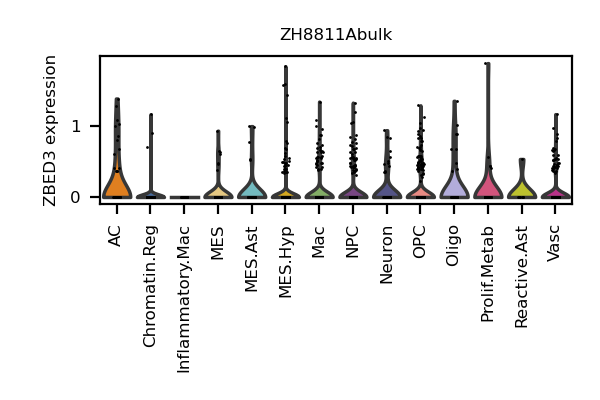 ZH8811Abulk
ZBED3 expression
1
0
AC
Chromatin.Reg
Inflammatory.Mac
MES
MES.Ast
MES.Hyp
Mac
NPC
Neuron
OPC
Oligo
Prolif.Metab
Reactive.Ast
Vasc